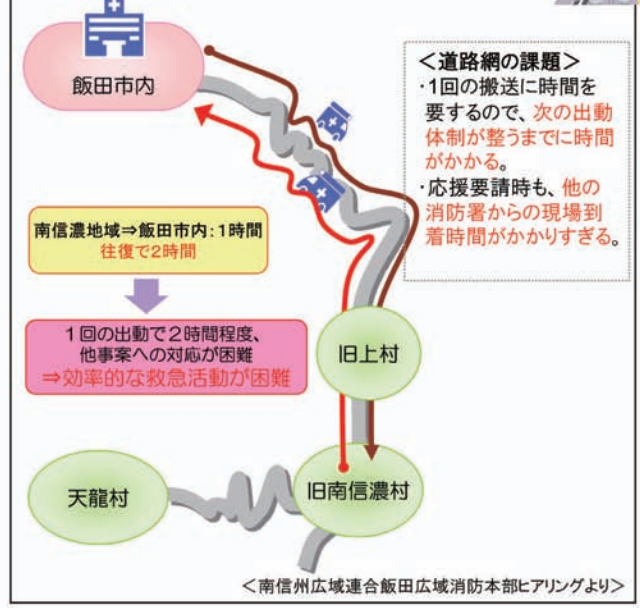 飯田市内
＜道路網の課題＞
・1回の搬送に時間を
要するので、次の出動
体制が整うまでに時間
がかかる。
・応援要請時も、他の
消防署からの現場到
着時間がかかりすぎる。
南信濃地域⇒飯田市内：1時間
往復で2時間
1回の出動で2時間程度、
他事案への対応が困難
⇒効率的な救急活動が困難
旧上村
天龍村
旧南信濃村
＜南信州広域連合飯田広域消防本部ヒアリングより＞